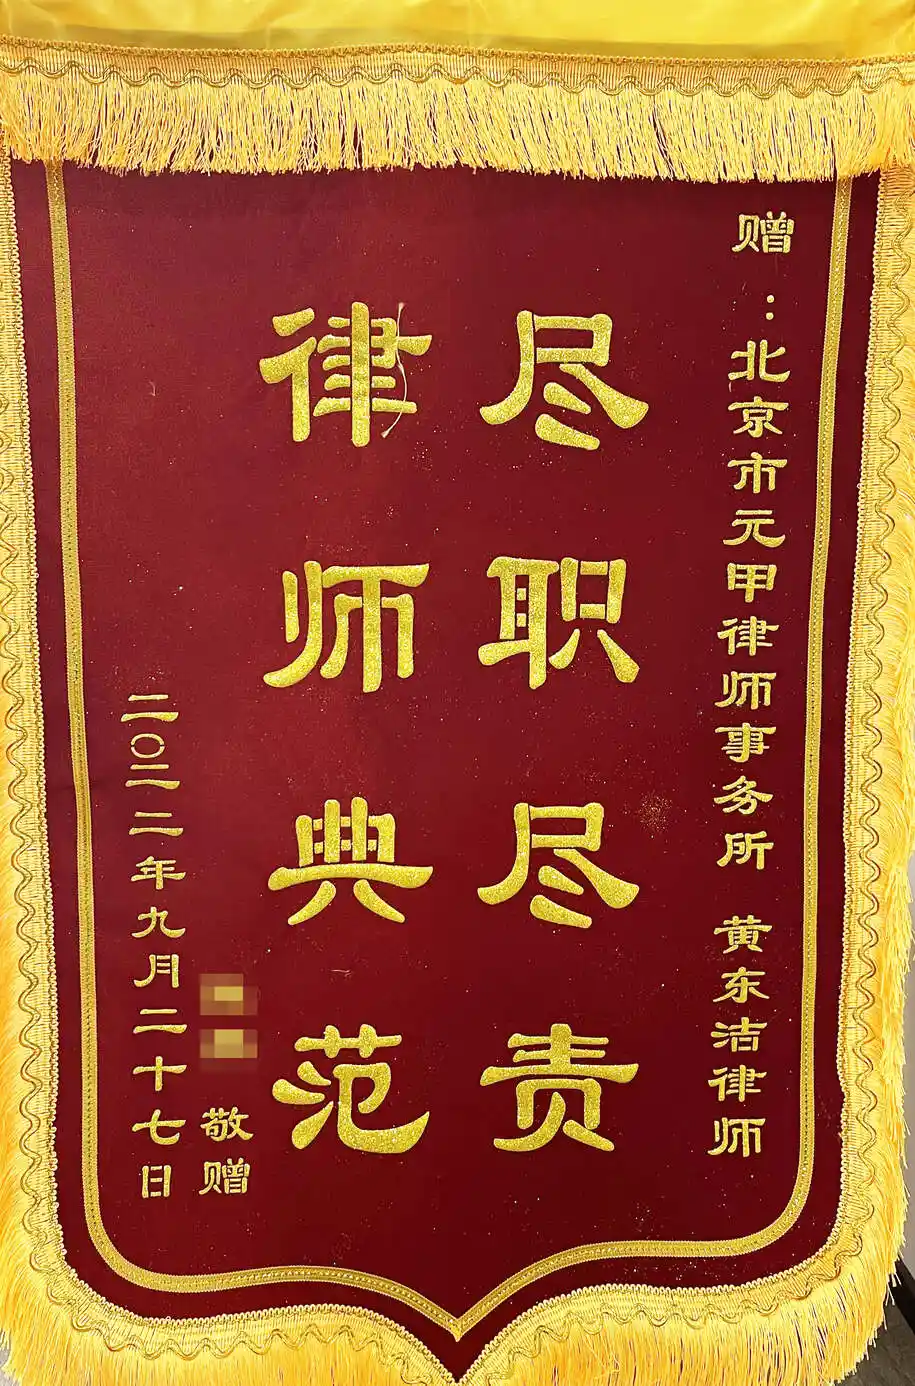 赠：北京市元甲律师事务所 黄东洁律师
尽职尽责
律师典范
敬赠
二〇二二年九月二十七日